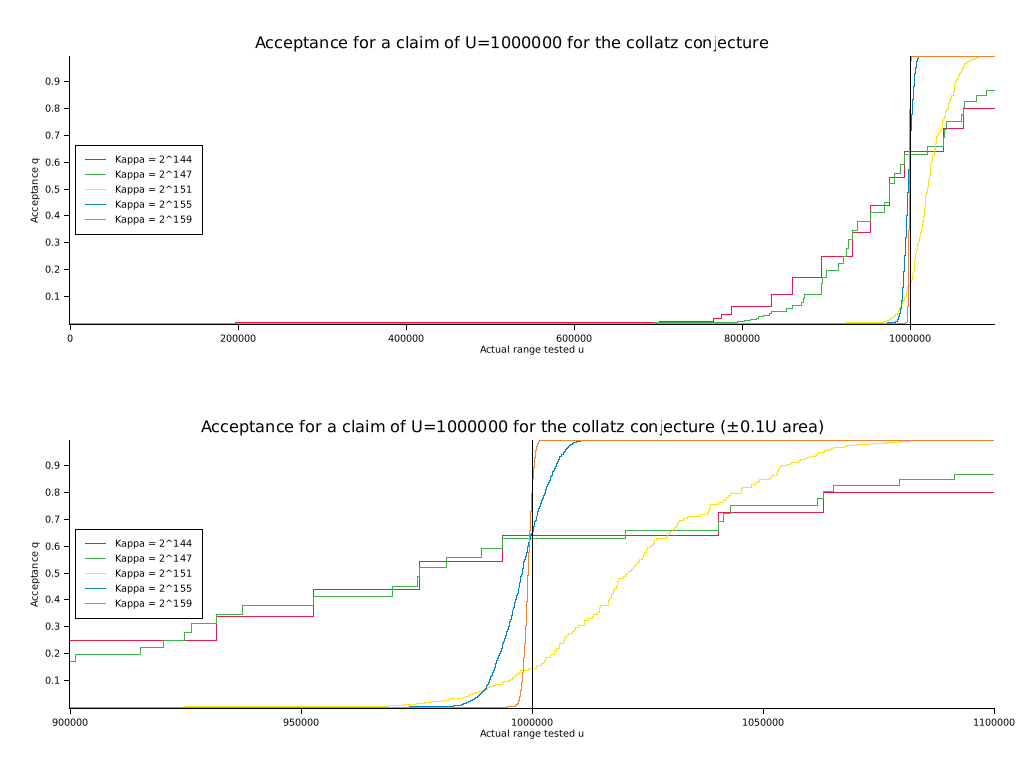 Acceptance for a claim of U=1000000 for the collatz conjecture
0.9
0.8
0.7
0.6
0.5
0.4
0.3
0.2
0.1
Acceptance q
Kappa = 2^144
Kappa = 2^147
Kappa = 2^151
Kappa = 2^155
Kappa = 2^159
0 200000 400000 600000 800000 1000000
Actual range tested u
Acceptance for a claim of U=1000000 for the collatz conjecture (±0.1U area)
0.9
0.8
0.7
0.6
0.5
0.4
0.3
0.2
0.1
Acceptance q
Kappa = 2^144
Kappa = 2^147
Kappa = 2^151
Kappa = 2^155
Kappa = 2^159
900000 950000 1000000 1050000 1100000
Actual range tested u